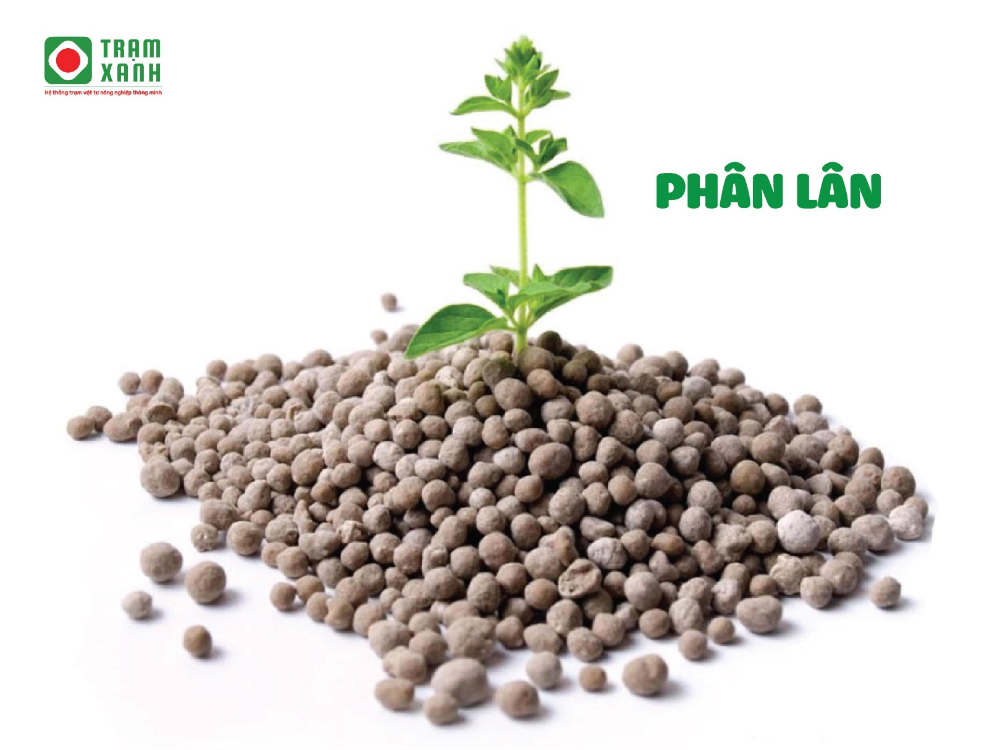 TRẠM
XANH
Hệ thống trạm vật tư nông nghiệp thông minh
PHÂN LÂN